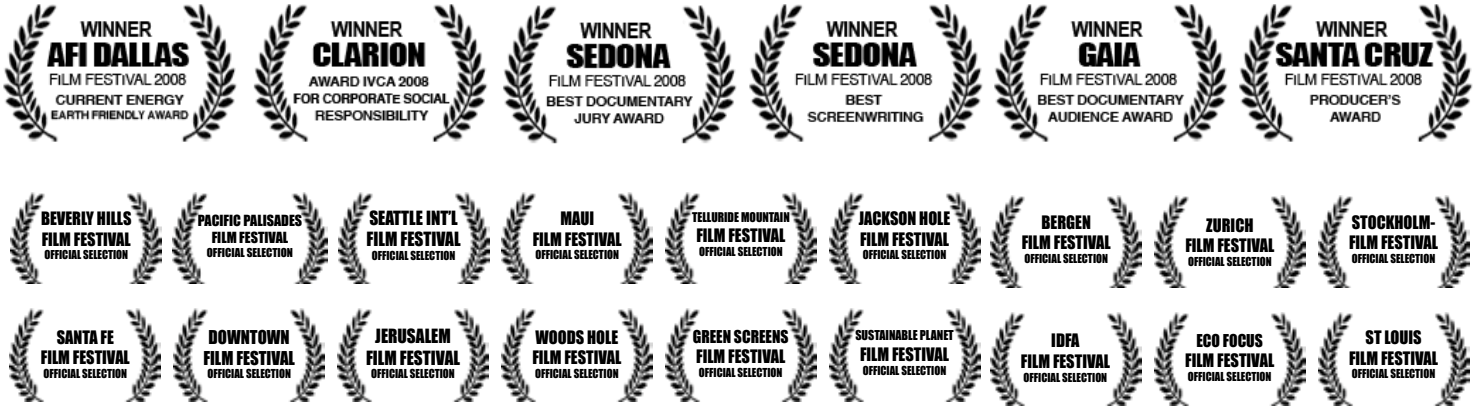 WINNER
AFI DALLAS
FILM FESTIVAL 2008
CURRENT ENERGY
EARTH FRIENDLY AWARD
WINNER
CLARION
AWARD IVCA 2008
FOR CORPORATE SOCIAL
RESPONSIBILITY
WINNER
SEDONA
FILM FESTIVAL 2008
BEST DOCUMENTARY
JURY AWARD
WINNER
SEDONA
FILM FESTIVAL 2008
BEST
SCREENWRITING
WINNER
GAIA
FILM FESTIVAL 2008
BEST DOCUMENTARY
AUDIENCE AWARD
WINNER
SANTA CRUZ
FILM FESTIVAL 2008
PRODUCER'S
AWARD
BEVERLY HILLS
FILM FESTIVAL
OFFICIAL SELECTION
PACIFIC PALISADES
FILM FESTIVAL
OFFICIAL SELECTION
SEATTLE INT'L
FILM FESTIVAL
OFFICIAL SELECTION
MAUI
FILM FESTIVAL
OFFICIAL SELECTION
TELLURIDE MOUNTAIN
FILM FESTIVAL
OFFICIAL SELECTION
JACKSON HOLE
FILM FESTIVAL
OFFICIAL SELECTION
BERGEN
FILM FESTIVAL
OFFICIAL SELECTION
ZURICH
FILM FESTIVAL
OFFICIAL SELECTION
STOCKHOLM-
FILM FESTIVAL
OFFICIAL SELECTION
SANTA FE
FILM FESTIVAL
OFFICIAL SELECTION
DOWNTOWN
FILM FESTIVAL
OFFICIAL SELECTION
JERUSALEM
FILM FESTIVAL
OFFICIAL SELECTION
WOODS HOLE
FILM FESTIVAL
OFFICIAL SELECTION
GREEN SCREENS
FILM FESTIVAL
OFFICIAL SELECTION
SUSTAINABLE PLANET
FILM FESTIVAL
OFFICIAL SELECTION
IDFA
FILM FESTIVAL
OFFICIAL SELECTION
ECO FOCUS
FILM FESTIVAL
OFFICIAL SELECTION
ST LOUIS
FILM FESTIVAL
OFFICIAL SELECTION